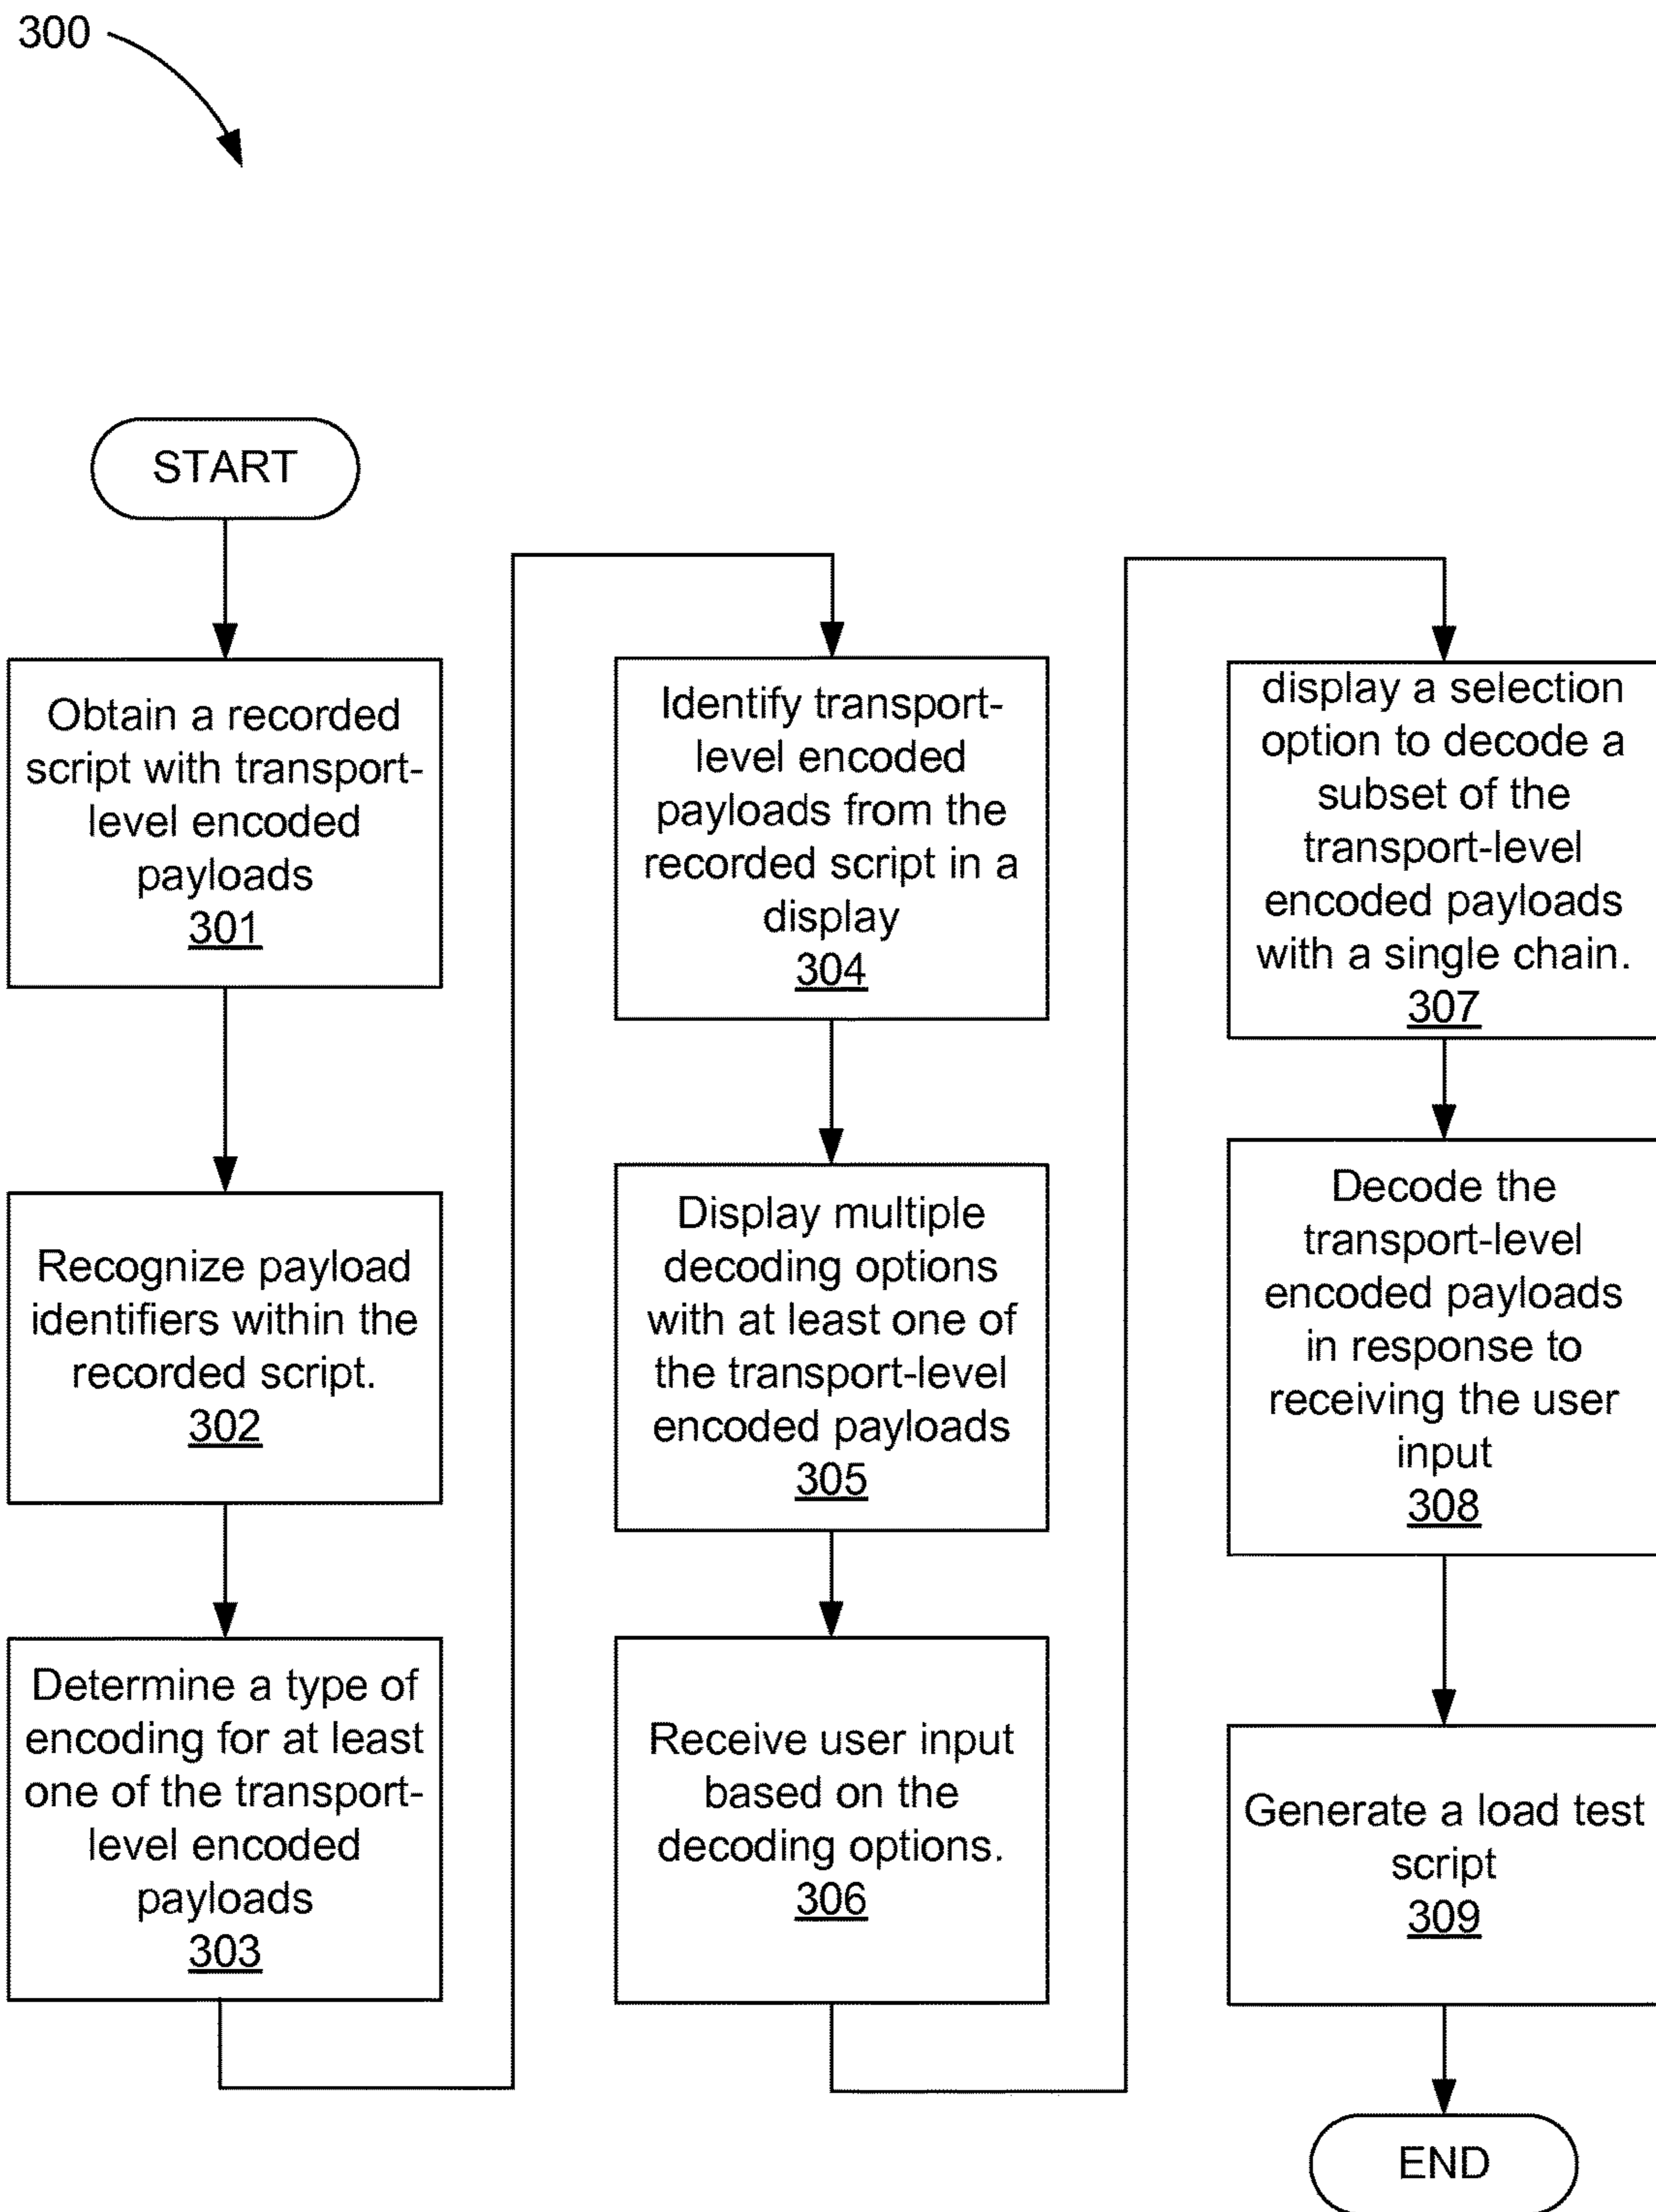 300
START
Obtain a recorded
script with transport-
level encoded
payloads
301
Recognize payload
identifiers within the
recorded script.
302
Determine a type of
encoding for at least
one of the transport-
level encoded
payloads
303
Identify transport-
level encoded
payloads from the
recorded script in a
display
304
Display multiple
decoding options
with at least one of
the transport-level
encoded payloads
305
Receive user input
based on the
decoding options.
306
display a selection
option to decode a
subset of the
transport-level
encoded payloads
with a single chain.
307
Decode the
transport-level
encoded payloads
in response to
receiving the user
input
308
Generate a load test
script
309
END